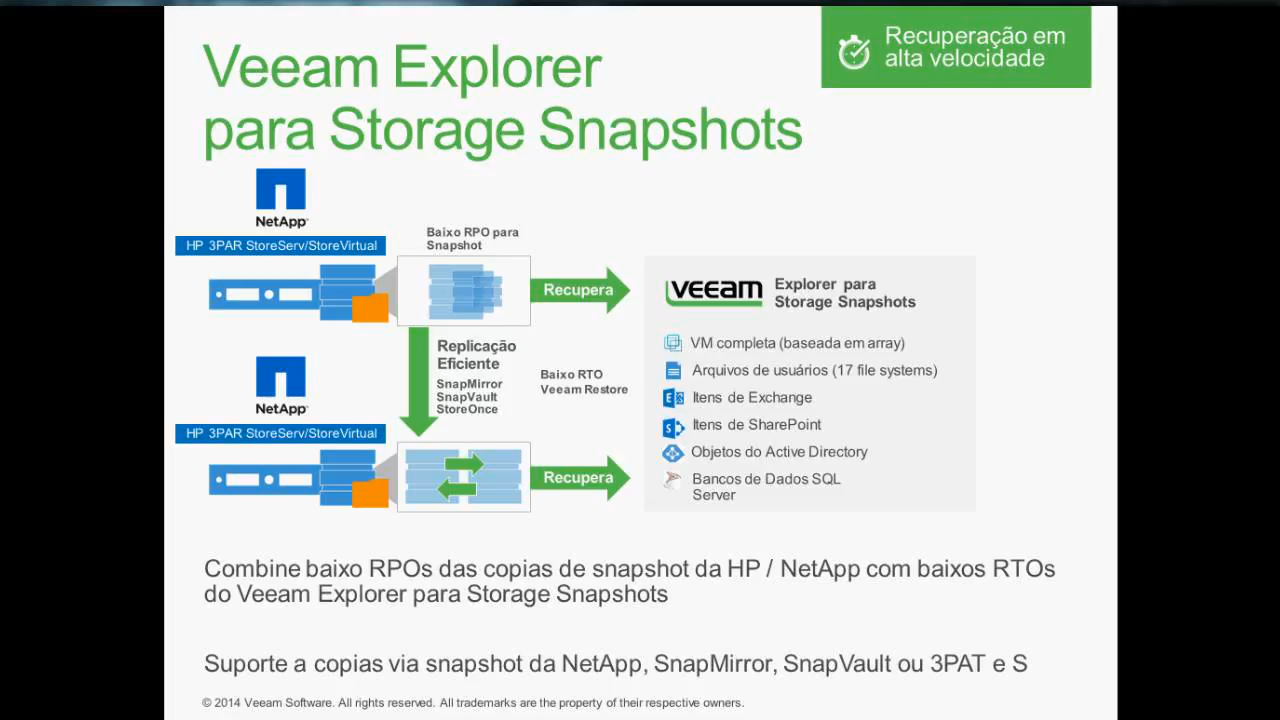 Veeam Explorer
para Storage Snapshots
Recuperação em
alta velocidade
NetApp
HP 3PAR StoreServ/StoreVirtual
Baixo RPO para
Snapshot
Recupera
Replicação
Eficiente
SnapMirror
SnapVault
StoreOnce
Baixo RTO
Veeam Restore
NetApp
HP 3PAR StoreServ/StoreVirtual
Recupera
veeam
Explorer para
Storage Snapshots
VM completa (baseada em array)
Arquivos de usuários (17 file systems)
Itens de Exchange
Itens de SharePoint
Objetos do Active Directory
Bancos de Dados SQL
Server
Combine baixo RPOs das copias de snapshot da HP / NetApp com baixos RTOs
do Veeam Explorer para Storage Snapshots
Suporte a copias via snapshot da NetApp, SnapMirror, SnapVault ou 3PAT e S
© 2014 Veeam Software. All rights reserved. All trademarks are the property of their respective owners.